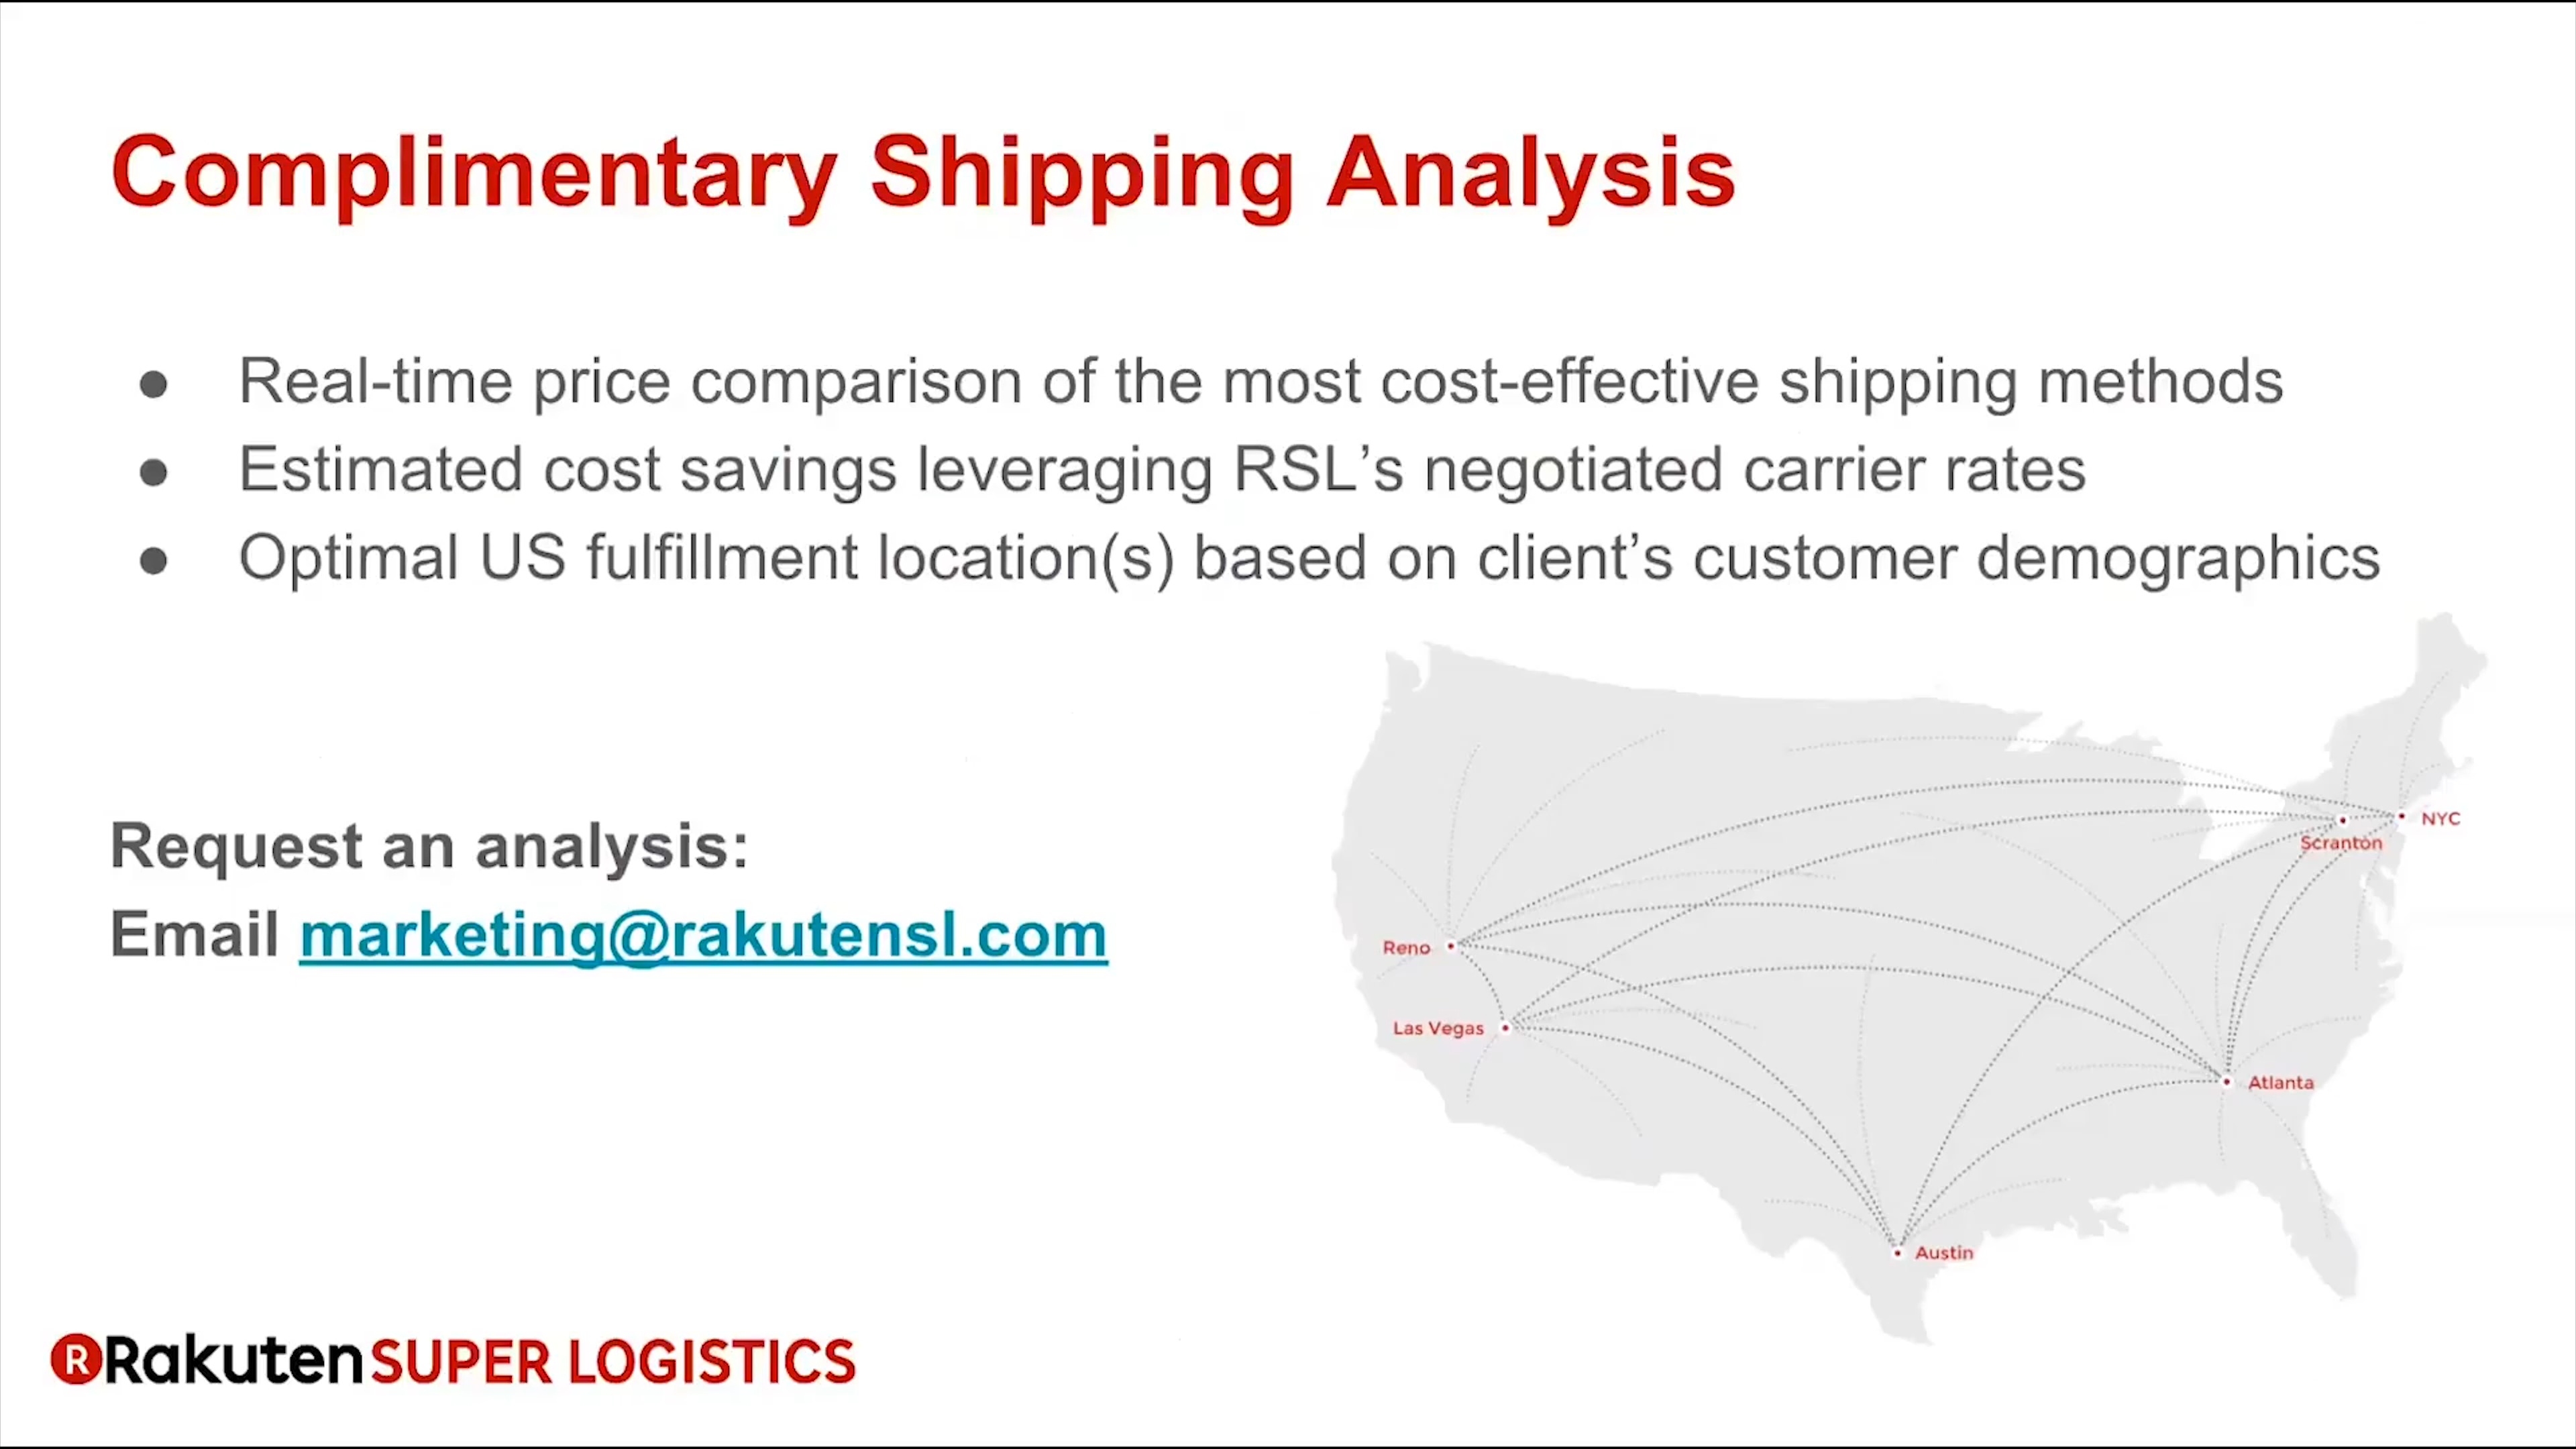 Complimentary Shipping Analysis
● Real-time price comparison of the most cost-effective shipping methods
● Estimated cost savings leveraging RSL’s negotiated carrier rates
● Optimal US fulfillment location(s) based on client’s customer demographics
Request an analysis:
Email marketing@rakutensl.com
NYC
Scranton
Reno
Las Vegas
Atlanta
Austin
R Rakuten SUPER LOGISTICS